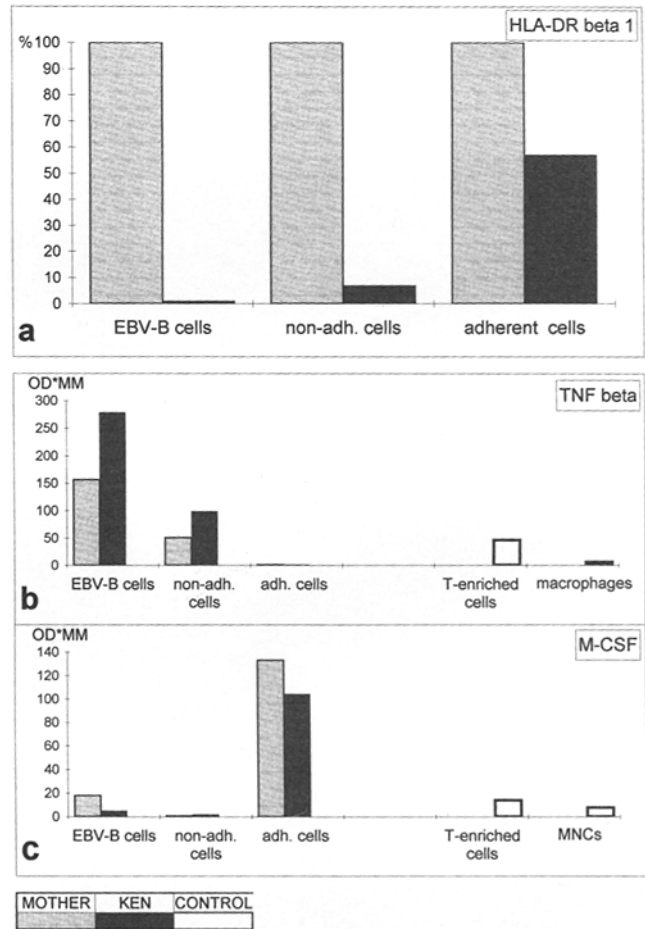 HLA-DR beta 1
%100
90
80
70
60
50
40
30
20
10
0
EBV-B cells non-adh. cells adherent cells
a
OD*MM
TNF beta
300
250
200
150
100
50
0
EBV-B cells non-adh. cells adh. cells T-enriched cells macrophages
b
OD*MM
M-CSF
140
120
100
80
60
40
20
0
EBV-B cells non-adh. cells adh. cells T-enriched cells MNCs
c
MOTHER KEN CONTROL